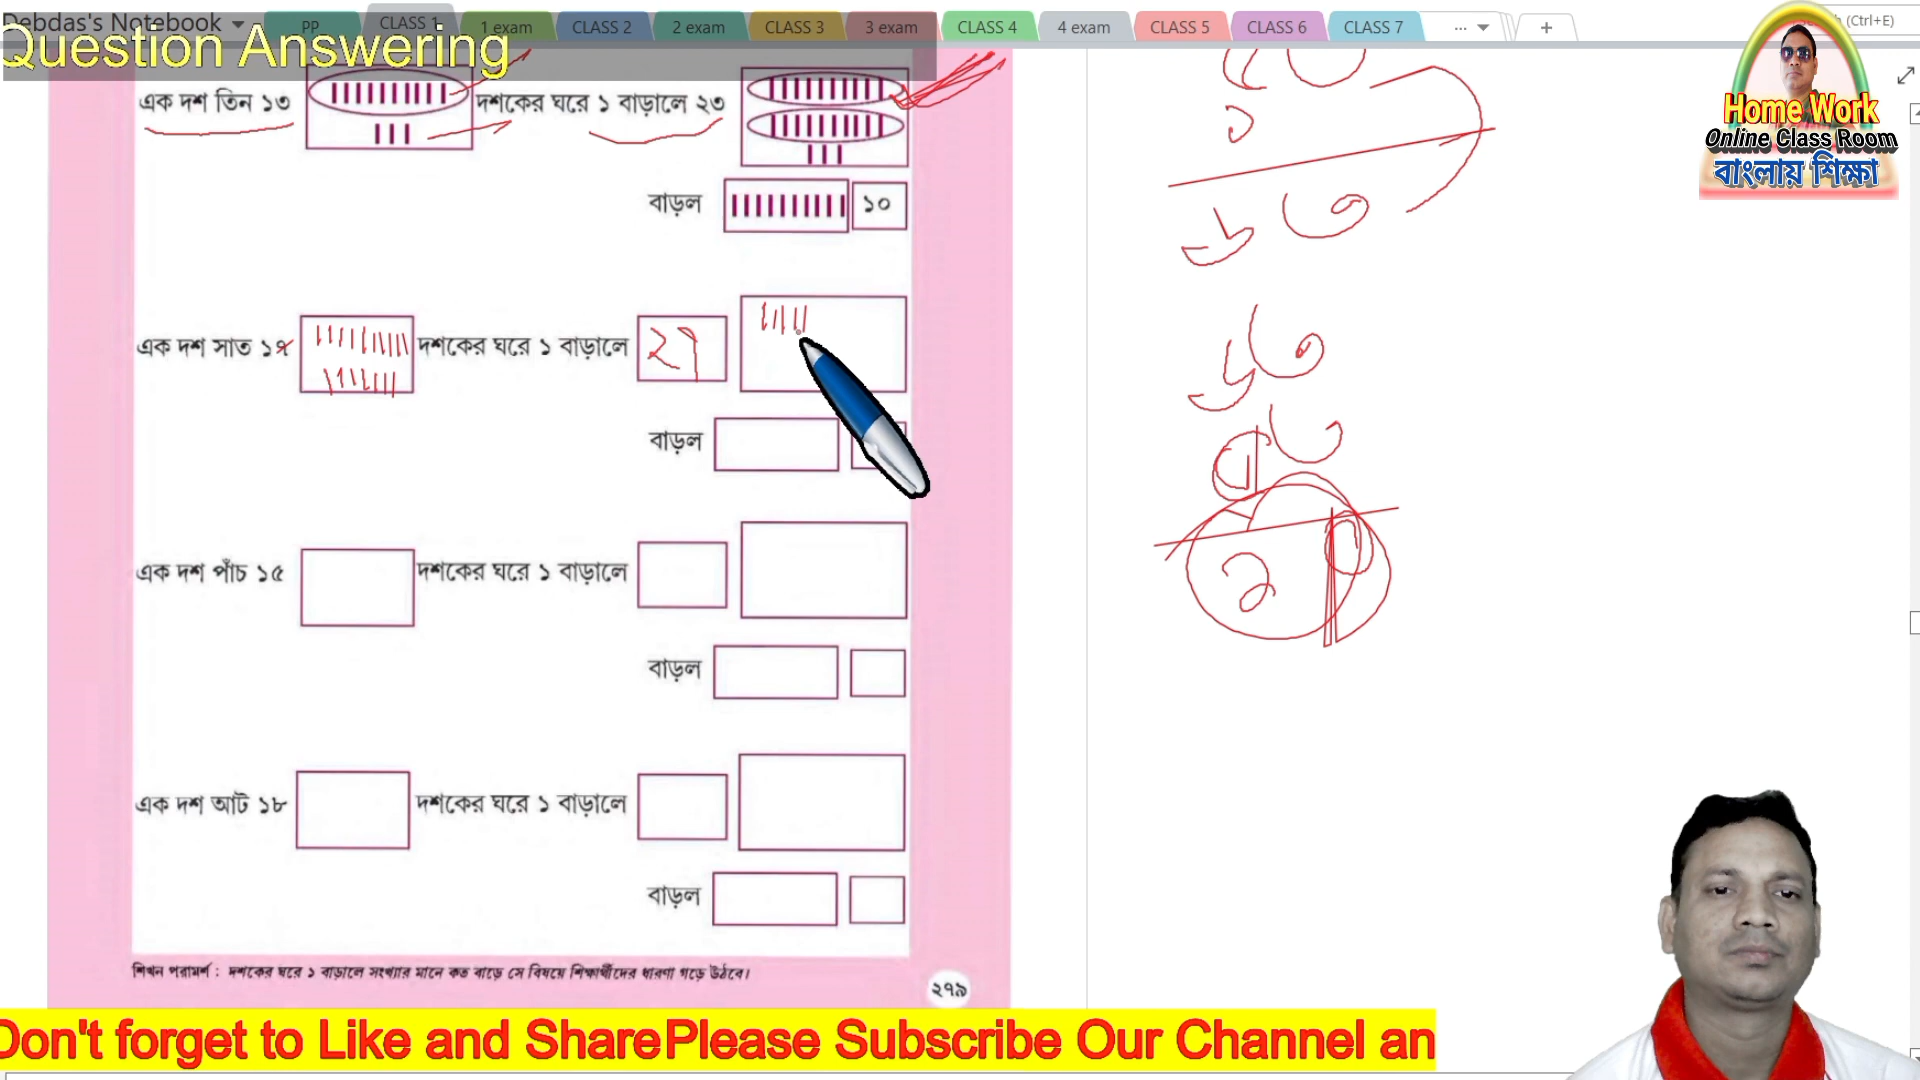 Debdas's Notebook PP CLASS 1 1 exam CLASS 2 2 exam CLASS 3 3 exam CLASS 4 4 exam CLASS 5 CLASS 6 CLASS 7 ... + (Ctrl+E)
Question Answering
Home Work
Online Class Room
বাংলায় শিক্ষা
এক দশ তিন ১৩ দশকের ঘরে ১ বাড়ালে ২৩
বাড়ল ১০
এক দশ সাত ১৭ দশকের ঘরে ১ বাড়ালে ২৭
বাড়ল
এক দশ পাঁচ ১৫ দশকের ঘরে ১ বাড়ালে
বাড়ল
এক দশ আট ১৮ দশকের ঘরে ১ বাড়ালে
বাড়ল
শিখন পরামর্শ : দশকের ঘরে ১ বাড়ালে সংখ্যার মানে কত বাড়ে সে বিষয়ে শিক্ষার্থীদের ধারণা গড়ে উঠবে।
২৭৯
২৭
Don't forget to Like and Share Please Subscribe Our Channel an